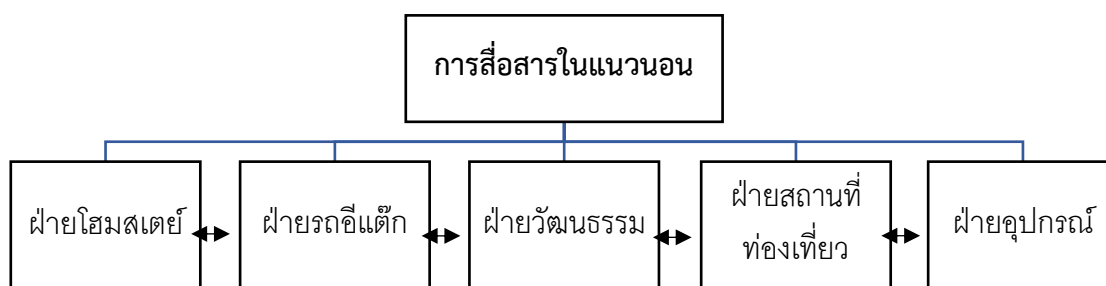 การสื่อสารในแนวนอน
ฝ่ายโฮมสเตย์
ฝ่ายรถอีแต๊ก
ฝ่ายวัฒนธรรม
ฝ่ายสถานที่
ท่องเที่ยว
ฝ่ายอุปกรณ์